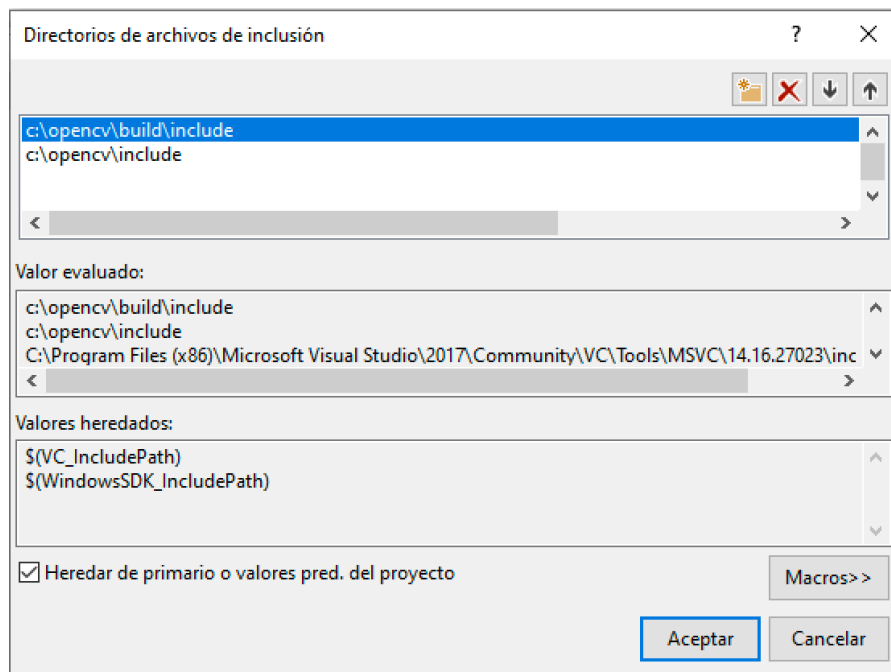 Directorios de archivos de inclusión
?
c:\opencv\build\include
c:\opencv\include
Valor evaluado:
c:\opencv\build\include
c:\opencv\include
C:\Program Files (x86)\Microsoft Visual Studio\2017\Community\VC\Tools\MSVC\14.16.27023\inc
Valores heredados:
$(VC_IncludePath)
$(WindowsSDK_IncludePath)
Heredar de primario o valores pred. del proyecto
Macros>>
Aceptar Cancelar